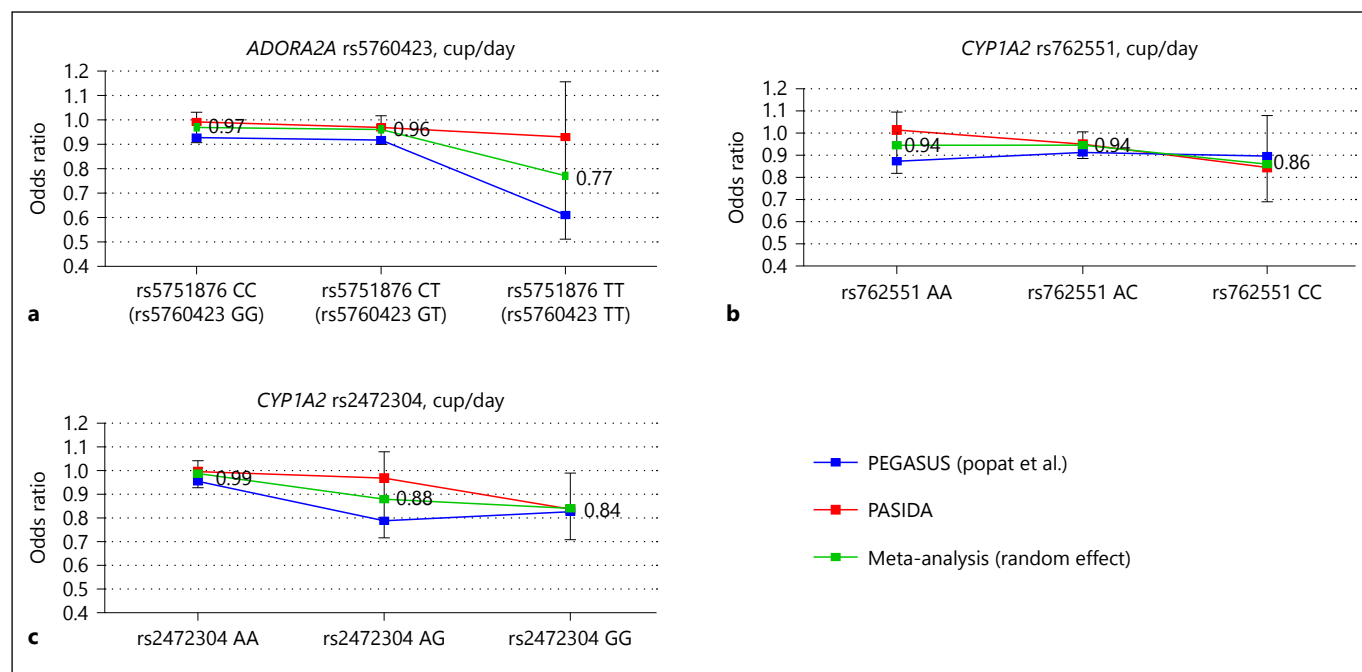 ADORA2A rs5760423, cup/day
1.2
1.1
1.0
0.9
0.8
0.7
0.6
0.5
0.4
Odds ratio
0.97
0.96
0.77
rs5751876 CC
(rs5760423 GG)
rs5751876 CT
(rs5760423 GT)
rs5751876 TT
(rs5760423 TT)
a
CYP1A2 rs762551, cup/day
1.2
1.1
1.0
0.9
0.8
0.7
0.6
0.5
0.4
Odds ratio
0.94
0.94
0.86
rs762551 AA
rs762551 AC
rs762551 CC
b
CYP1A2 rs2472304, cup/day
1.2
1.1
1.0
0.9
0.8
0.7
0.6
0.5
0.4
Odds ratio
0.99
0.88
0.84
rs2472304 AA
rs2472304 AG
rs2472304 GG
c
PEGASUS (popat et al.)
PASIDA
Meta-analysis (random effect)